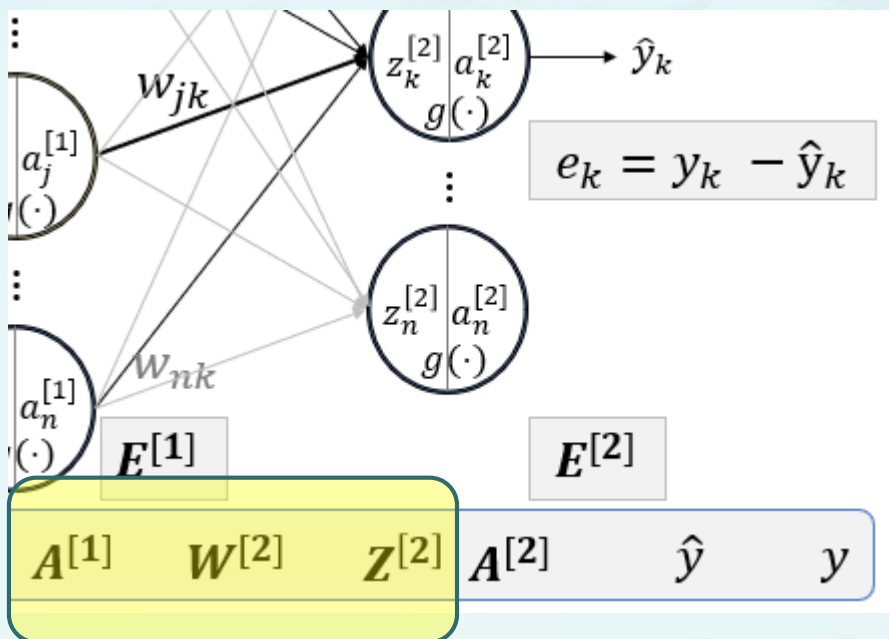 z_k^[2] a_k^[2] ŷ_k
g(·)
w_jk
a_j^[1]
(·)
e_k = y_k − ŷ_k
⋮
z_n^[2] a_n^[2]
g(·)
w_nk
a_n^[1]
(·)
E^[1] E^[2]
A^[1] W^[2] Z^[2] A^[2] ŷ y